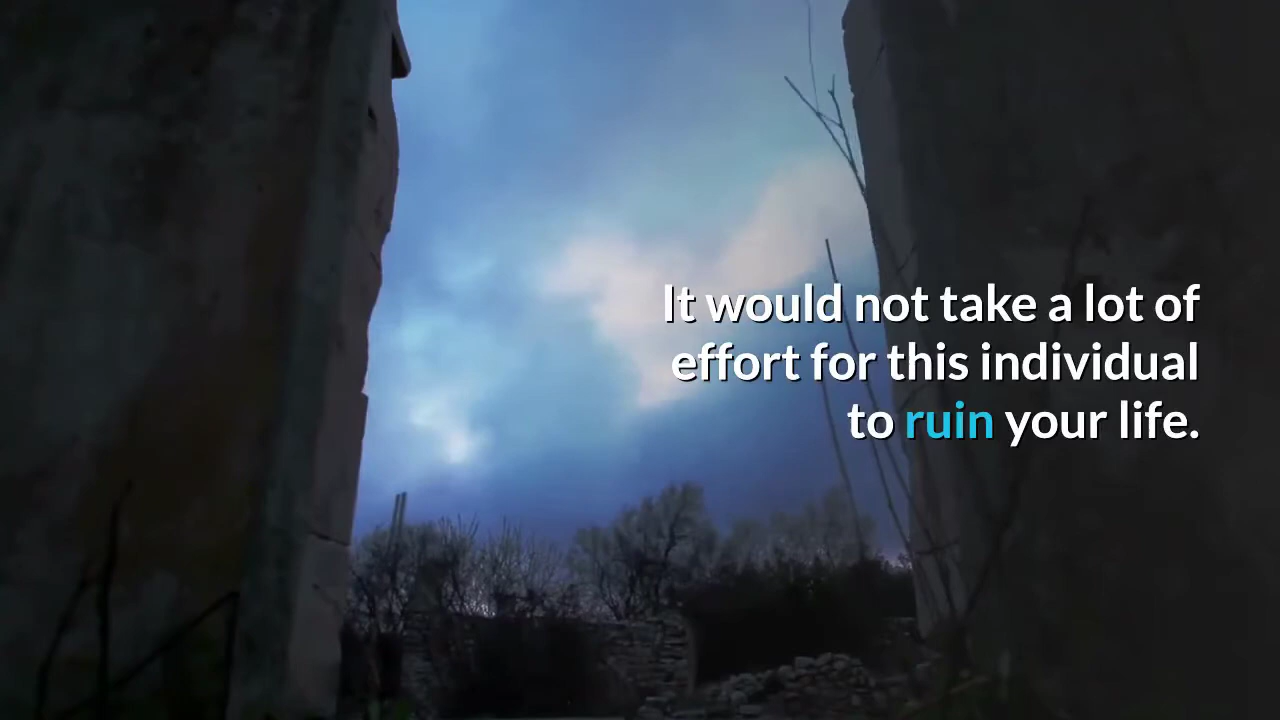 It would not take a lot of
effort for this individual
to ruin your life.